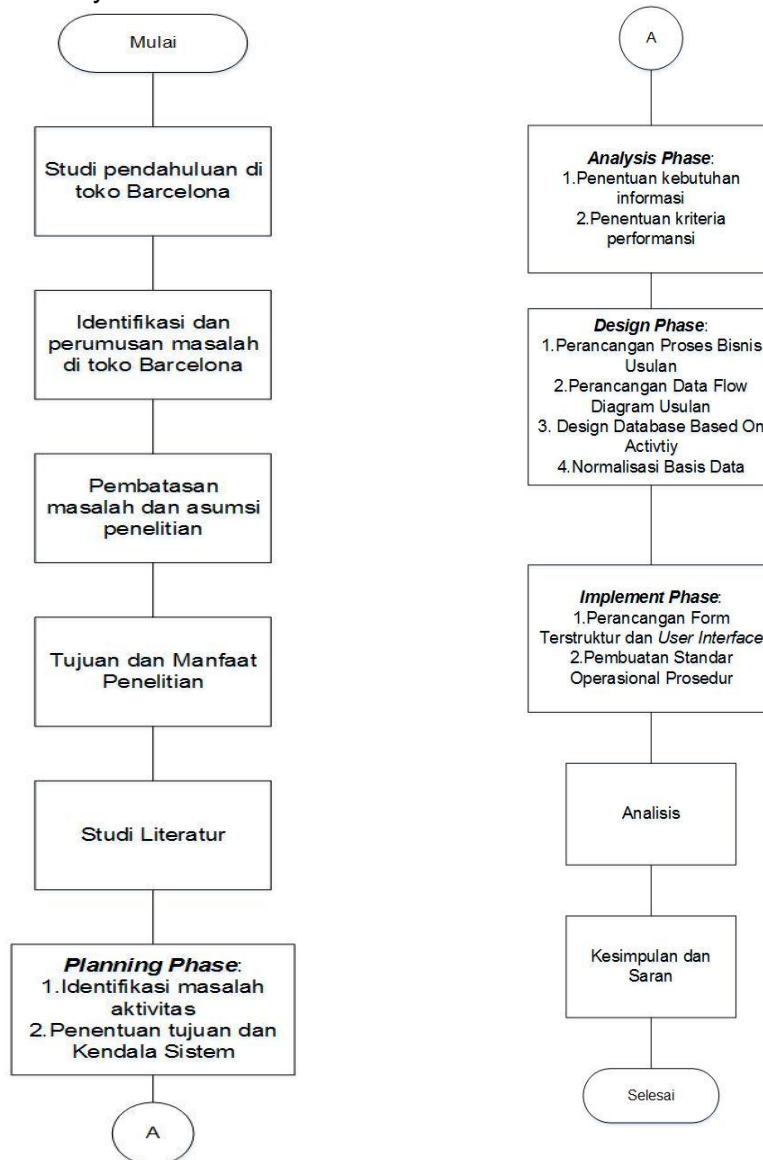 Mulai
Studi pendahuluan di
toko Barcelona
Identifikasi dan
perumusan masalah
di toko Barcelona
Pembatasan
masalah dan asumsi
penelitian
Tujuan dan Manfaat
Penelitian
Studi Literatur
Planning Phase:
1.Identifikasi masalah
aktivitas
2.Penentuan tujuan dan
Kendala Sistem
A
A
Analysis Phase:
1.Penentuan kebutuhan
informasi
2.Penentuan kriteria
performansi
Design Phase:
1.Perancangan Proses Bisnis
Usulan
2.Perancangan Data Flow
Diagram Usulan
3. Design Database Based On
Activtiy
4.Normalisasi Basis Data
Implement Phase:
1.Perancangan Form
Terstruktur dan User Interface
2.Pembuatan Standar
Operasional Prosedur
Analisis
Kesimpulan dan
Saran
Selesai